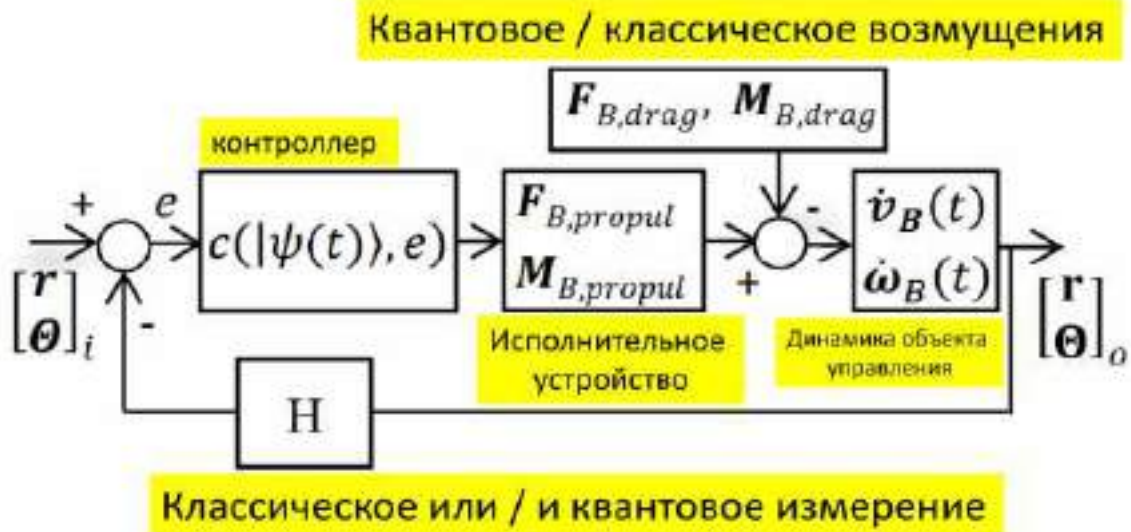 Квантовое / классическое возмущения
F_{B,drag}, M_{B,drag}
контроллер
+
e
c(|ψ(t)⟩, e)
F_{B,propul}
M_{B,propul}
-
+
v̇_B(t)
ω̇_B(t)
[r
Θ]_i
-
[r
Θ]_o
Исполнительное
устройство
Динамика объекта
управления
H
Классическое или / и квантовое измерение